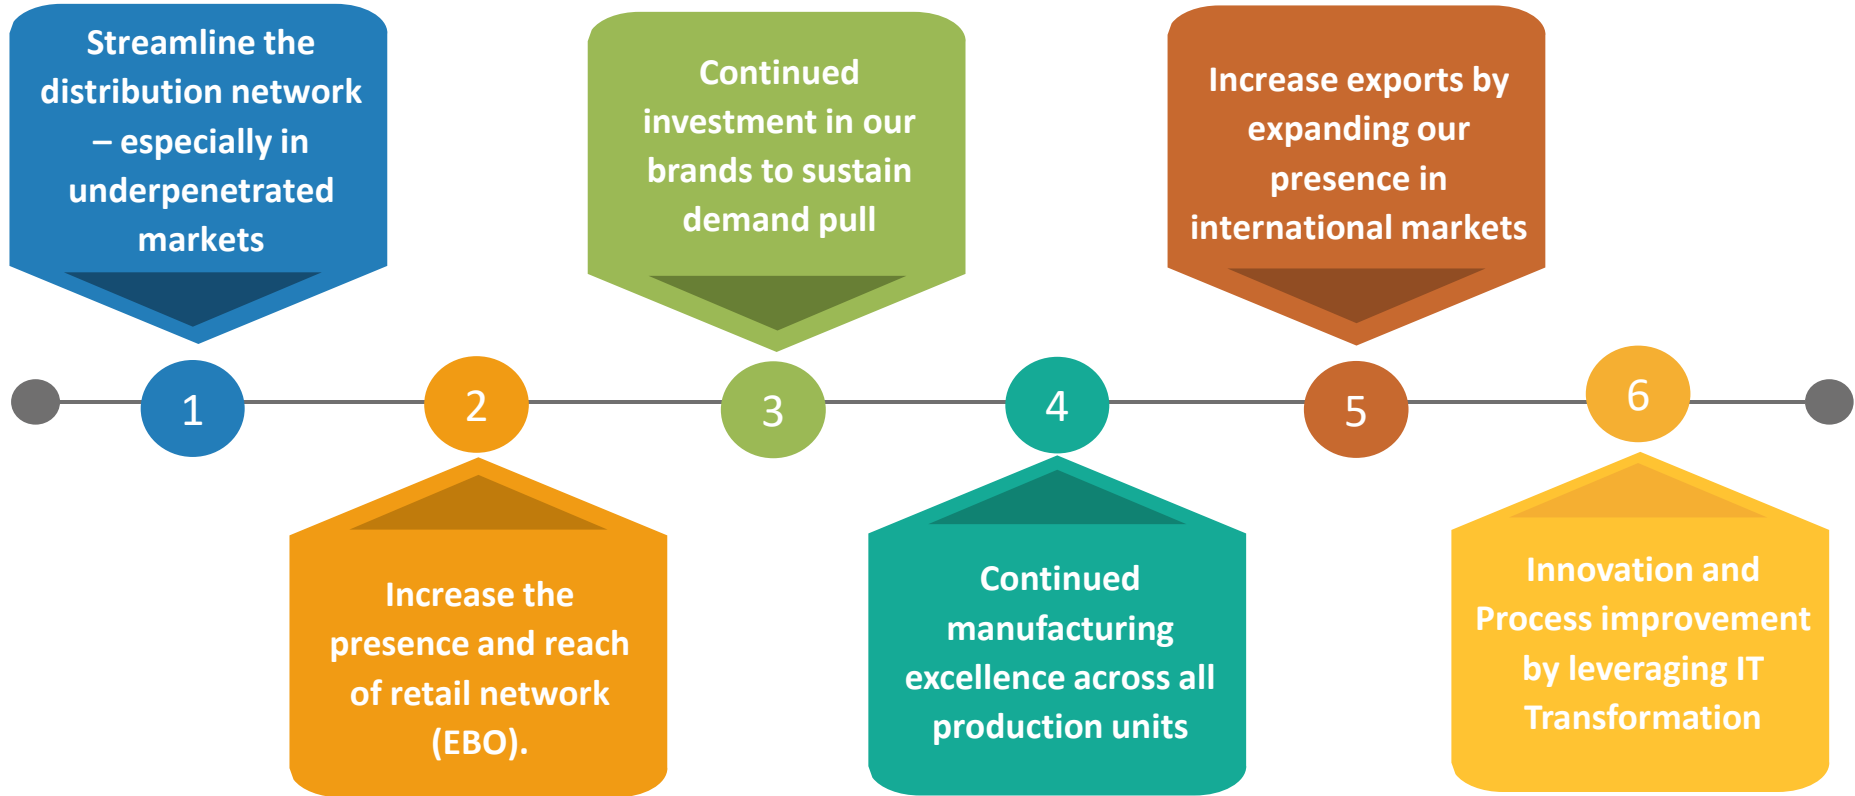 Streamline the
distribution network
– especially in
underpenetrated
markets
Continued
investment in our
brands to sustain
demand pull
Increase exports by
expanding our
presence in
international markets
1
2
3
4
5
6
Increase the
presence and reach
of retail network
(EBO).
Continued
manufacturing
excellence across all
production units
Innovation and
Process improvement
by leveraging IT
Transformation